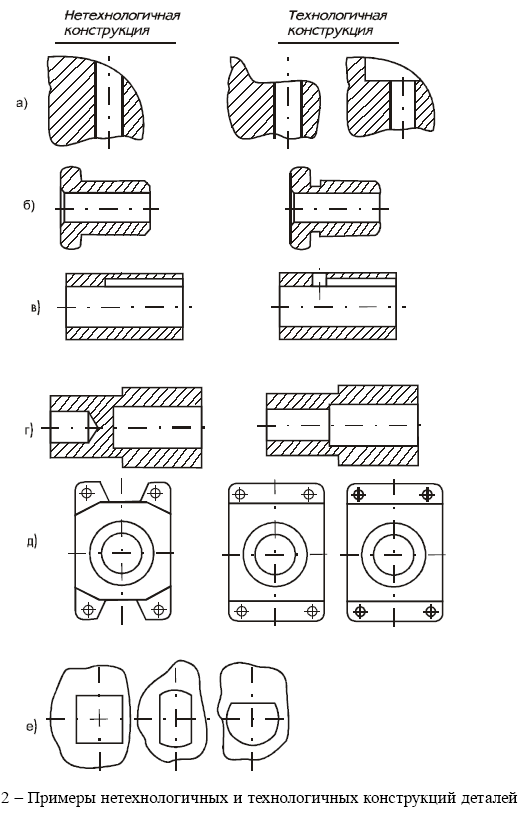 Нетехнологичная
конструкция
Технологичная
конструкция
а)
б)
в)
г)
д)
е)
2 – Примеры нетехнологичных и технологичных конструкций деталей